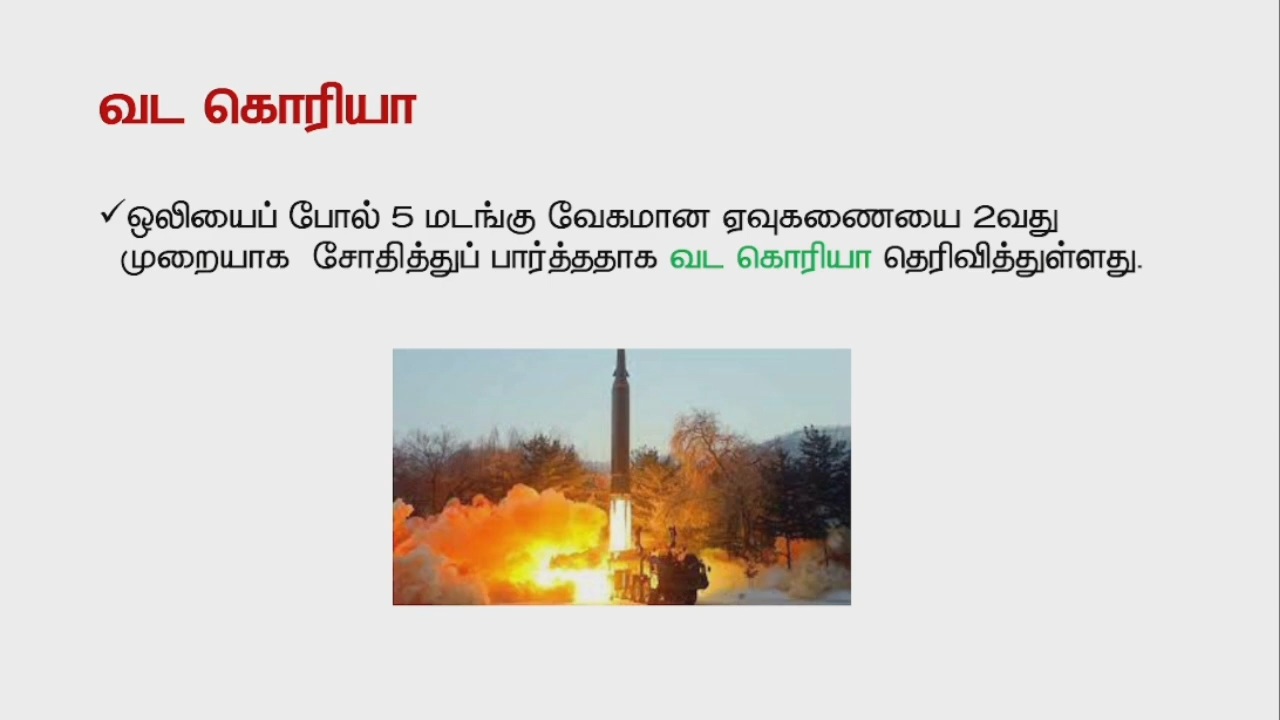 வட கொரியா
✓ஒலியைப் போல் 5 மடங்கு வேகமான ஏவுகணையை 2வது
முறையாக சோதித்துப் பார்த்ததாக வட கொரியா தெரிவித்துள்ளது.